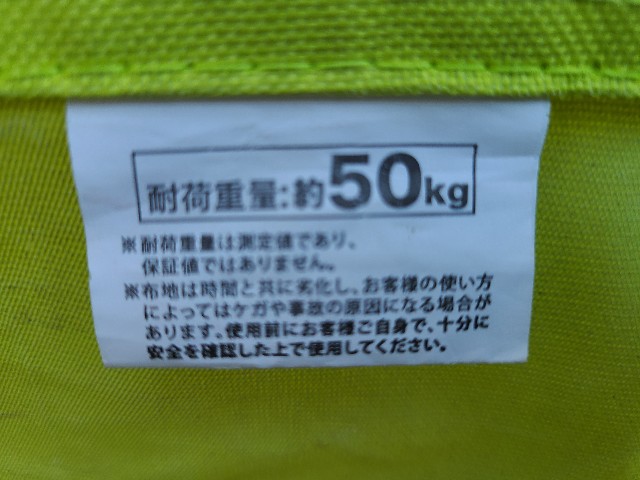 耐荷重量:約50kg
※耐荷重量は測定値であり、
保証値ではありません。
※布地は時間と共に劣化し、お客様の使い方
によってはケガや事故の原因になる場合が
あります。使用前にお客様ご自身で、十分に
安全を確認した上で使用してください。